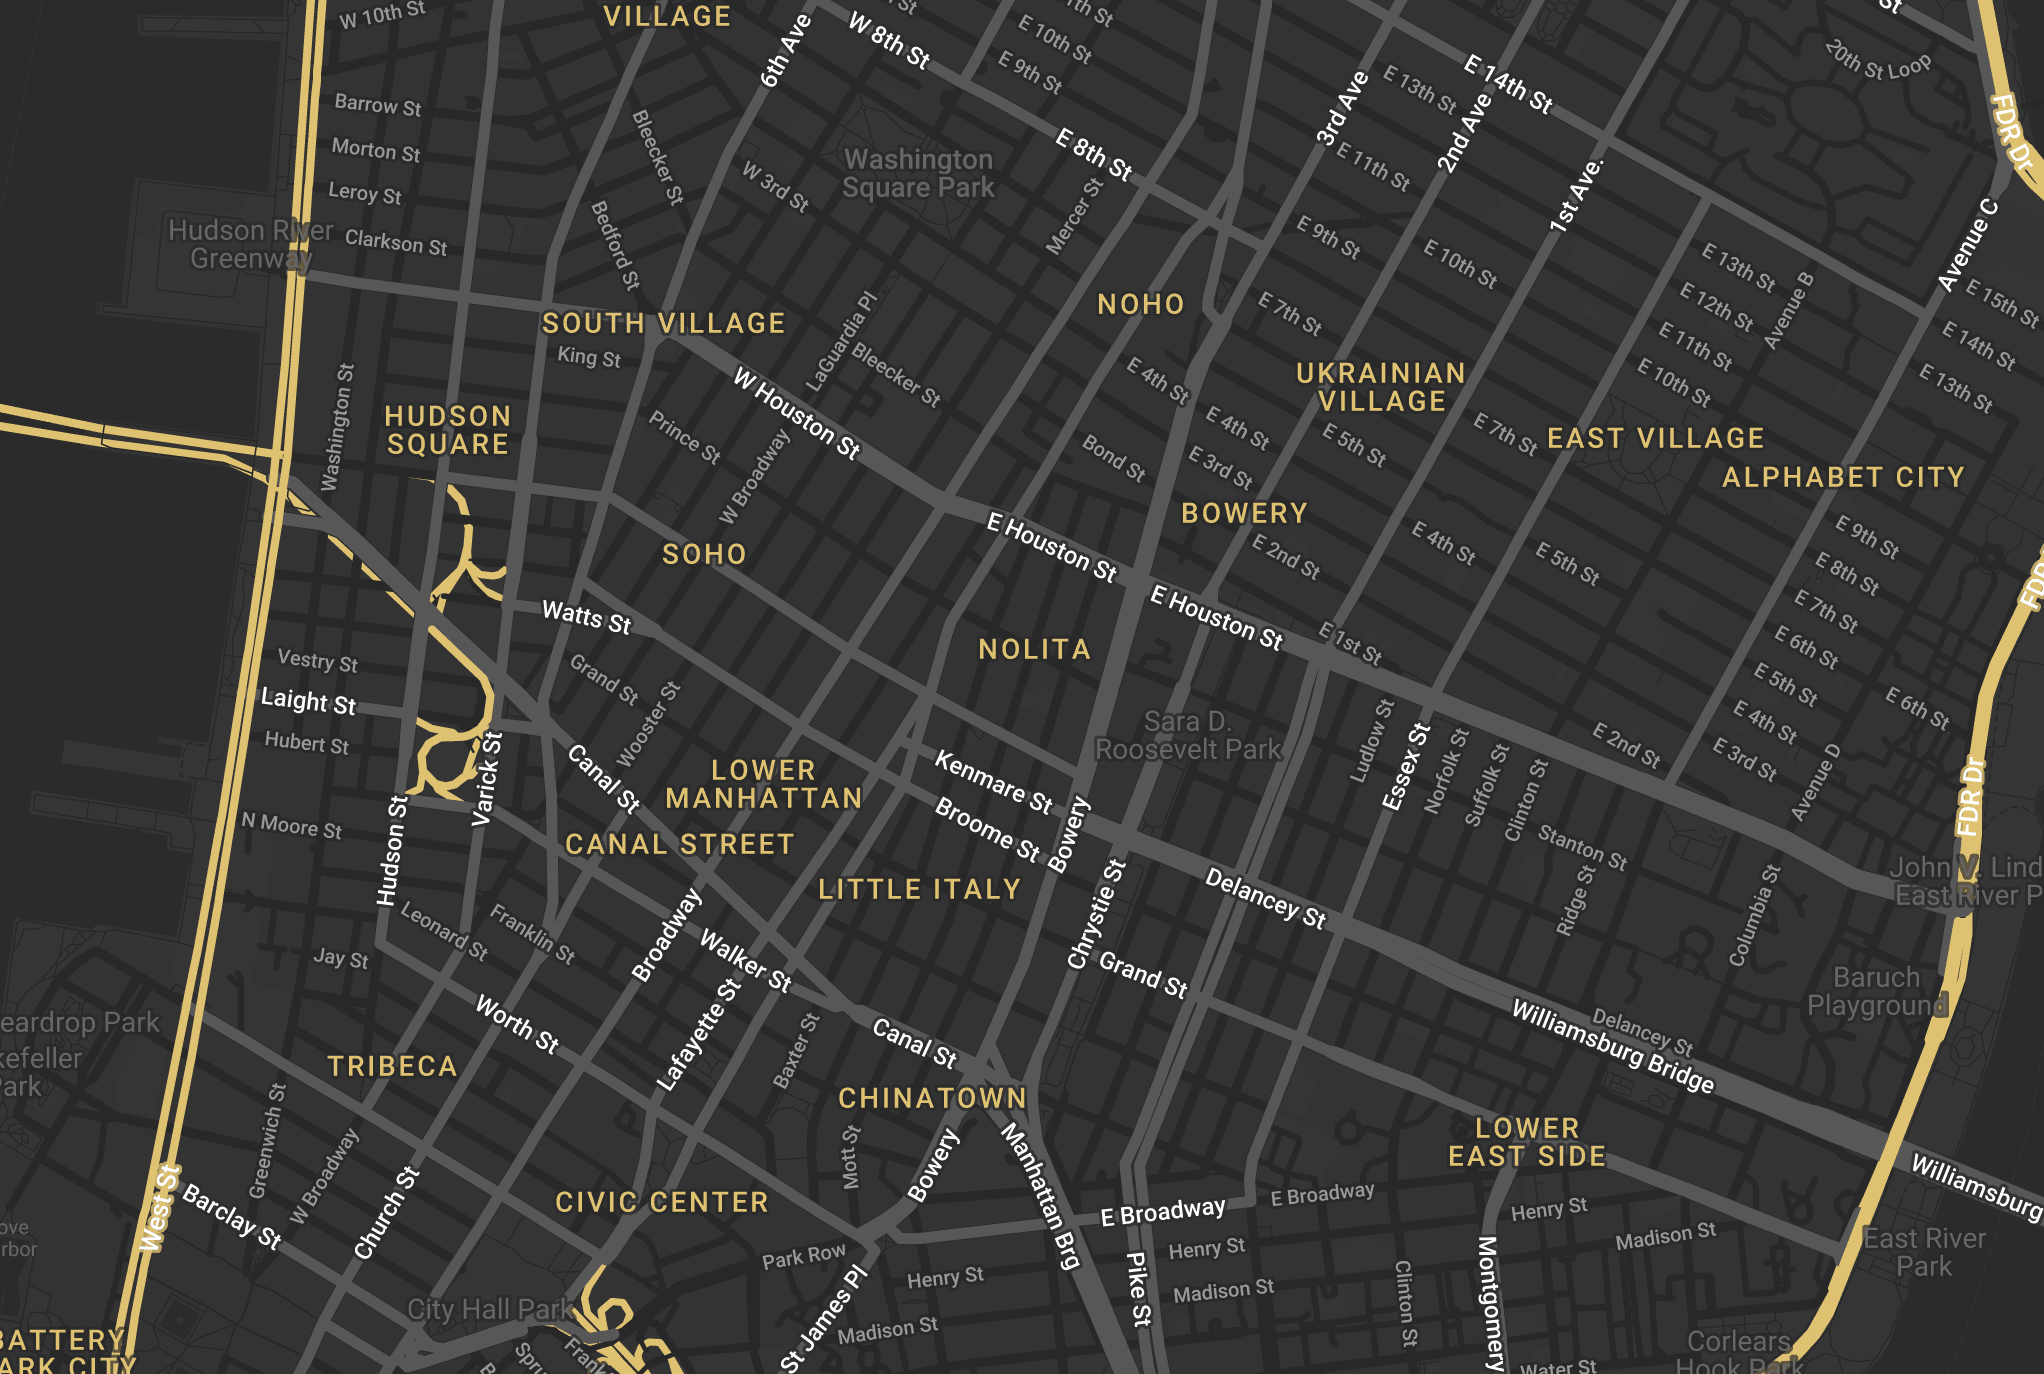 W 10th St
VILLAGE
6th Ave
W 8th St
E 10th St
E 9th St
E 14th St
20th St Loop
FDR Dr
Barrow St
Morton St
Leroy St
Clarkson St
Bleecker St
Bedford St
W 3rd St
Washington
Square Park
Mercer St
E 8th St
3rd Ave
E 13th St
2nd Ave
E 11th St
1st Ave.
Avenue C
Hudson River
Greenway
E 9th St
E 10th St
E 13th St
E 12th St
E 11th St
E 10th St
Avenue B
E 15th St
E 14th St
E 13th St
NOHO
E 7th St
SOUTH VILLAGE
King St
LaGuardia Pl
Bleecker St
W Houston St
Prince St
W Broadway
E 4th St
E 4th St
E 3rd St
Bond St
UKRAINIAN
VILLAGE
E 5th St
E 7th St
EAST VILLAGE
ALPHABET CITY
Washington St
HUDSON
SQUARE
BOWERY
SOHO
E Houston St
E 2nd St
E 4th St
E 5th St
E 9th St
E 8th St
E 7th St
E 6th St
E 5th St
E 4th St
E 3rd St
E 6th St
FDR
Watts St
E Houston St
E 1st St
NOLITA
Vestry St
Laight St
Hubert St
Grand St
Wooster St
Sara D.
Roosevelt Park
Ludlow St
Essex St
Norfolk St
Suffolk St
Clinton St
E 2nd St
Avenue D
FDR Dr
Varick St
Canal St
LOWER
MANHATTAN
Kenmare St
Broome St
Bowery
N Moore St
Hudson St
CANAL STREET
Stanton St
Ridge St
Columbia St
John V. Lind
East River P
LITTLE ITALY
Chrystie St
Delancey St
Leonard St
Franklin St
Broadway
Walker St
Jay St
Lafayette St
Grand St
Baruch
Playground
eardrop Park
kefeller
Park
Worth St
Baxter St
Canal St
Williamsburg Bridge
Delancey St
TRIBECA
CHINATOWN
Greenwich St
W Broadway
Mott St
Bowery
Manhattan Brg
LOWER
EAST SIDE
Williamsburg
West St
Barclay St
Church St
CIVIC CENTER
E Broadway
E Broadway
Henry St
Madison St
East River
Park
ove
rbor
Park Row
Henry St
Henry St
Pike St
Madison St
Clinton St
Montgomery
City Hall Park
St James Pl
Madison St
BATTERY
ARK CITY
Spru
Frank
Water St
Corlears
Hook Park